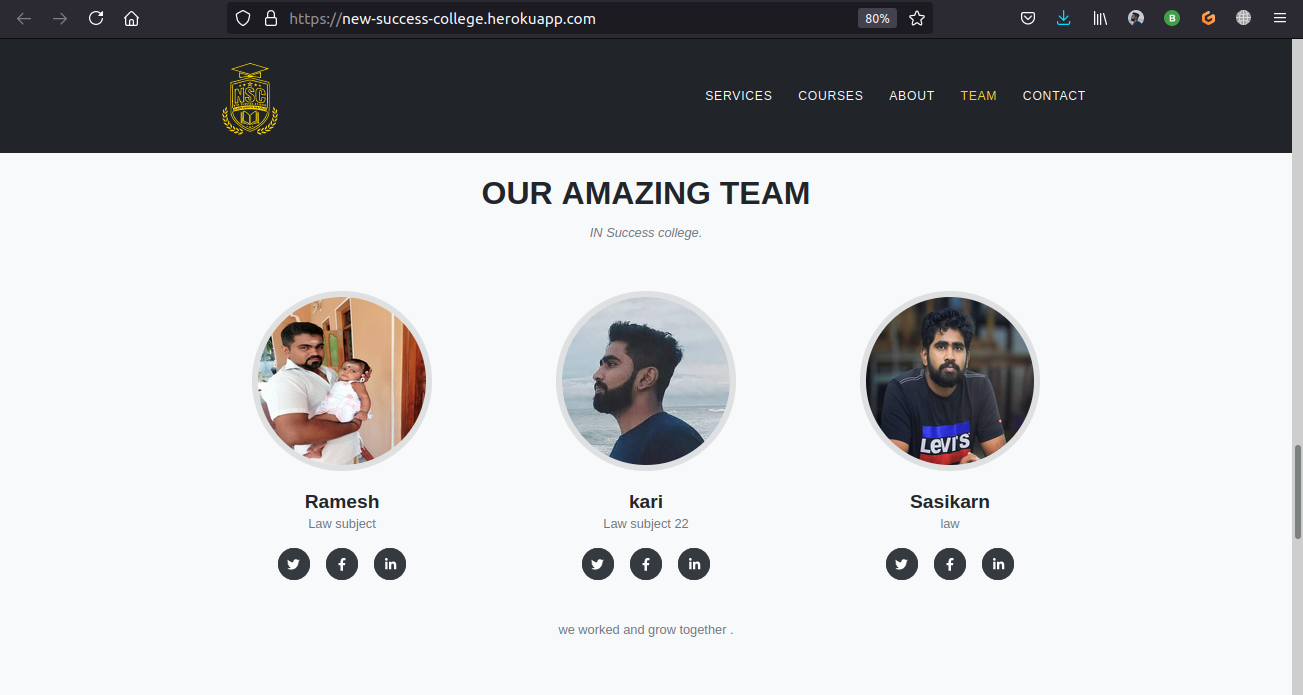 https://new-success-college.herokuapp.com
80%
B
NSC
SERVICES COURSES ABOUT TEAM CONTACT
OUR AMAZING TEAM
IN Success college.
Levi's
Ramesh kari Sasikarn
Law subject Law subject 22 law
we worked and grow together .